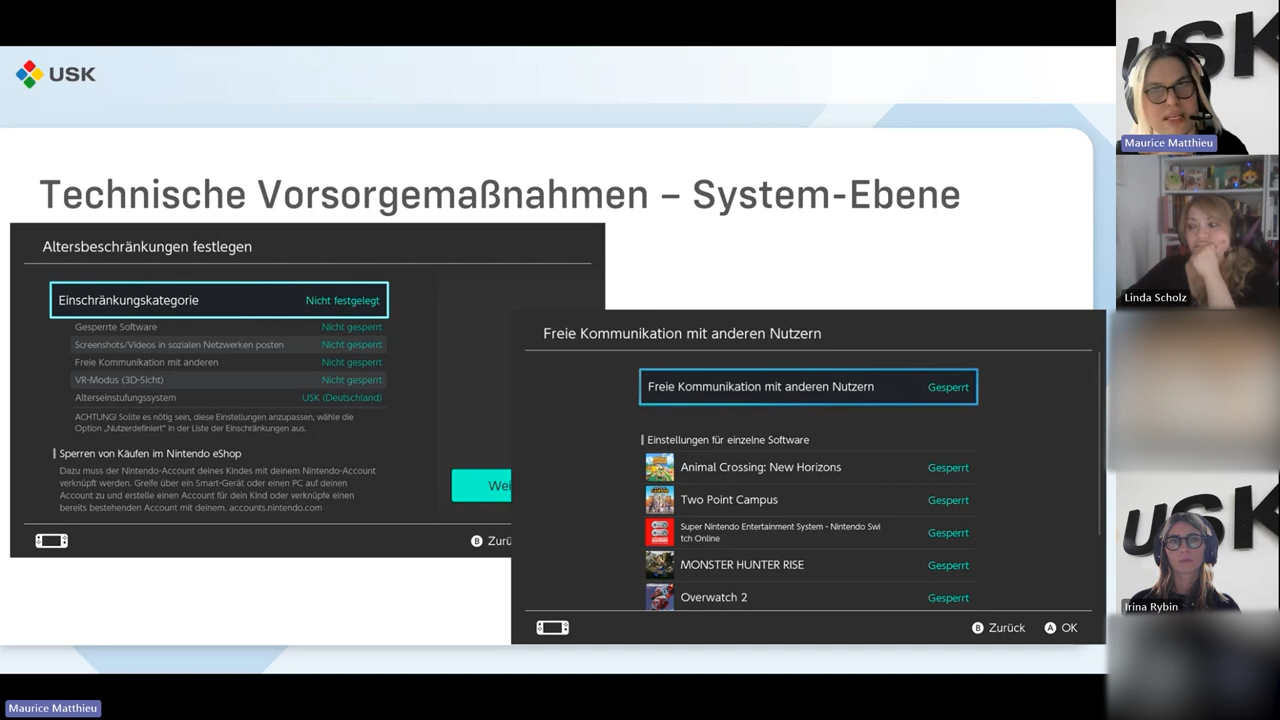 USK
Technische Vorsorgemaßnahmen – System-Ebene
Altersbeschränkungen festlegen
Einschränkungskategorie Nicht festgelegt
Gesperrte Software Nicht gesperrt
Screenshots/Videos in sozialen Netzwerken posten Nicht gesperrt
Freie Kommunikation mit anderen Nicht gesperrt
VR-Modus (3D-Sicht) Nicht gesperrt
Alterseinstufungssystem USK (Deutschland)
ACHTUNG! Sollte es nötig sein, diese Einstellungen anzupassen, wähle die
Option „Nutzerdefiniert" in der Liste der Einschränkungen aus.
Sperren von Käufen im Nintendo eShop
Dazu muss der Nintendo-Account deines Kindes mit deinem Nintendo-Account
verknüpft werden. Greife über ein Smart-Gerät oder einen PC auf deinen
Account zu und erstelle einen Account für dein Kind oder verknüpfe einen
bereits bestehenden Account mit deinem. accounts.nintendo.com
Wei
B Zurü
Freie Kommunikation mit anderen Nutzern
Freie Kommunikation mit anderen Nutzern Gesperrt
Einstellungen für einzelne Software
Animal Crossing: New Horizons Gesperrt
Two Point Campus Gesperrt
Super Nintendo Entertainment System - Nintendo Swi
tch Online Gesperrt
MONSTER HUNTER RISE Gesperrt
Overwatch 2 Gesperrt
B Zurück A OK
USK
Maurice Matthieu
Linda Scholz
USK
Irina Rybin
Maurice Matthieu